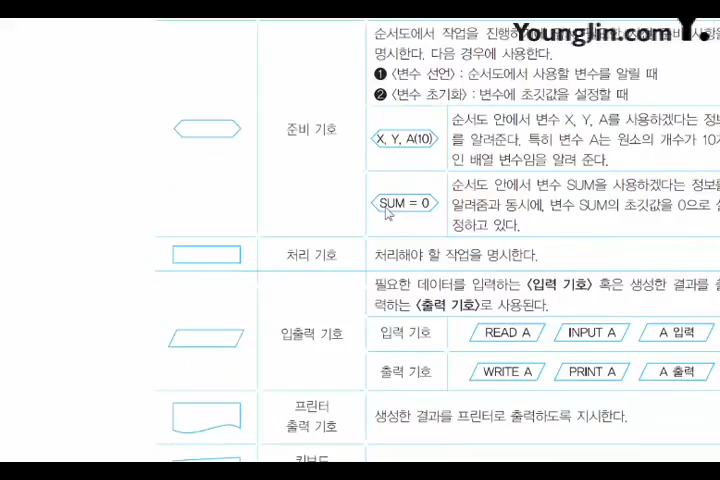 YoungJin.com Y.
순서도에서 작업을 진행하
명시한다. 다음 경우에 사용한다.
❶ 〈변수 선언〉 : 순서도에서 사용할 변수를 알릴 때
❷ 〈변수 초기화〉 : 변수에 초깃값을 설정할 때
준비 기호
X, Y, A(10)
순서도 안에서 변수 X, Y, A를 사용하겠다는 정보
를 알려준다. 특히 변수 A는 원소의 개수가 10개
인 배열 변수임을 알려 준다.
SUM = 0
순서도 안에서 변수 SUM을 사용하겠다는 정보를
알려줌과 동시에, 변수 SUM의 초깃값을 0으로 설
정하고 있다.
처리 기호
처리해야 할 작업을 명시한다.
입출력 기호
필요한 데이터를 입력하는 〈입력 기호〉 혹은 생성한 결과를 출
력하는 〈출력 기호〉로 사용된다.
입력 기호 READ A INPUT A A 입력
출력 기호 WRITE A PRINT A A 출력
프린터
출력 기호
생성한 결과를 프린터로 출력하도록 지시한다.
키보드